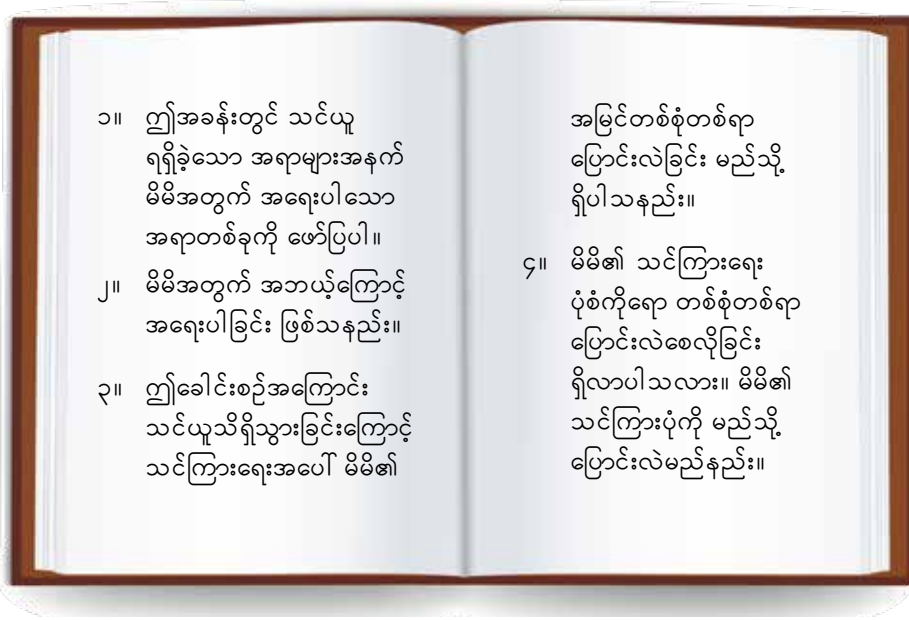 ၁။ ဤအခန်းတွင် သင်ယူ
ရရှိခဲ့သော အရာများအနက်
မိမိအတွက် အရေးပါသော
အရာတစ်ခုကို ဖော်ပြပါ။
၂။ မိမိအတွက် အဘယ့်ကြောင့်
အရေးပါခြင်း ဖြစ်သနည်း။
၃။ ဤခေါင်းစဉ်အကြောင်း
သင်ယူသိရှိသွားခြင်းကြောင့်
သင်ကြားရေးအပေါ် မိမိ၏
အမြင်တစ်စုံတစ်ရာ
ပြောင်းလဲခြင်း မည်သို့
ရှိပါသနည်း။
၄။ မိမိ၏ သင်ကြားရေး
ပုံစံကိုရော တစ်စုံတစ်ရာ
ပြောင်းလဲစေလိုခြင်း
ရှိလာပါသလား။ မိမိ၏
သင်ကြားပုံကို မည်သို့
ပြောင်းလဲမည်နည်း။